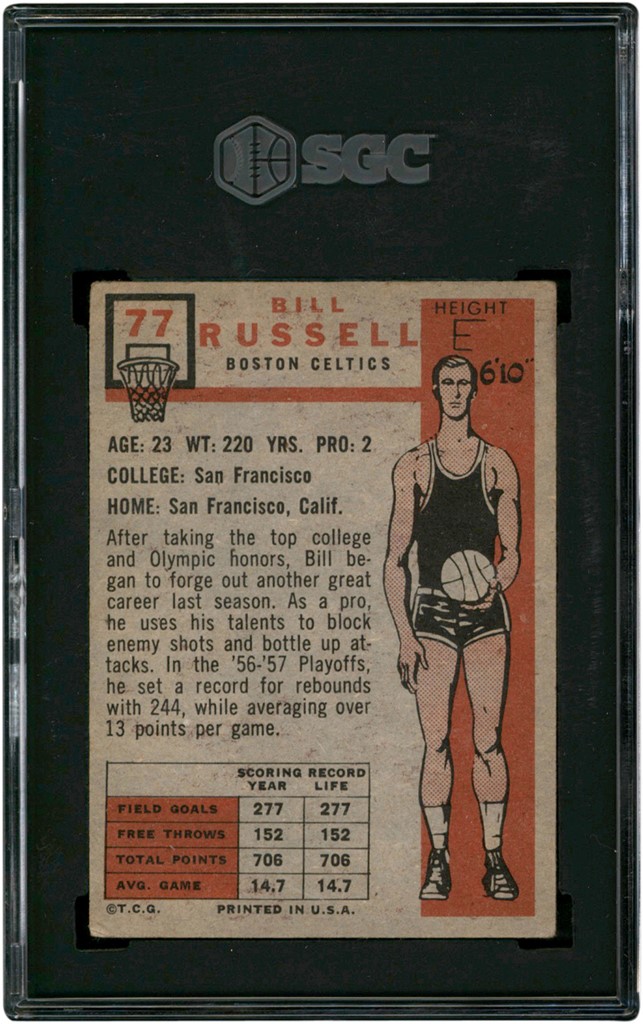 SGC
77
BILL
RUSSELL
BOSTON CELTICS
HEIGHT
E
6'10"
AGE: 23 WT: 220 YRS. PRO: 2
COLLEGE: San Francisco
HOME: San Francisco, Calif.
After taking the top college
and Olympic honors, Bill be-
gan to forge out another great
career last season. As a pro,
he uses his talents to block
enemy shots and bottle up at-
tacks. In the '56-'57 Playoffs,
he set a record for rebounds
with 244, while averaging over
13 points per game.
SCORING RECORD
YEAR LIFE
FIELD GOALS 277 277
FREE THROWS 152 152
TOTAL POINTS 706 706
AVG. GAME 14.7 14.7
©T.C.G. PRINTED IN U.S.A.